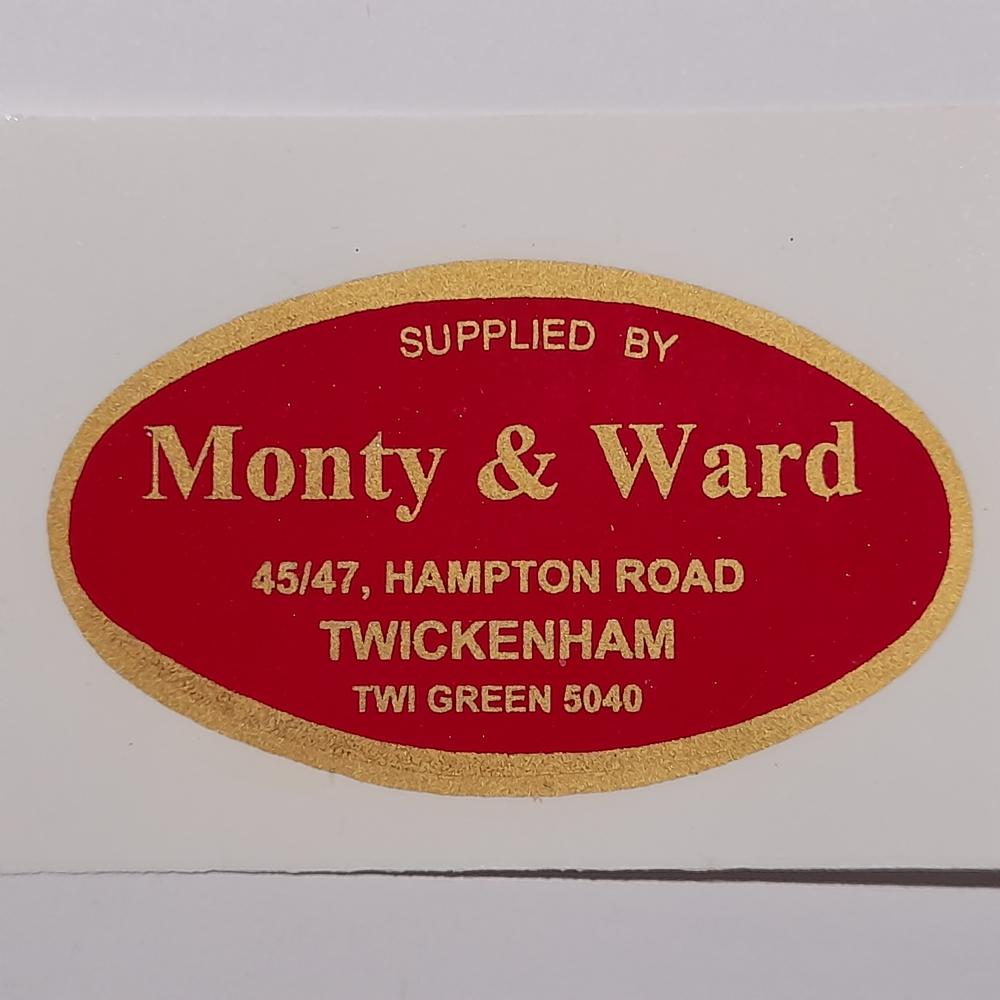 SUPPLIED BY
Monty & Ward
45/47, HAMPTON ROAD
TWICKENHAM
TWI GREEN 5040